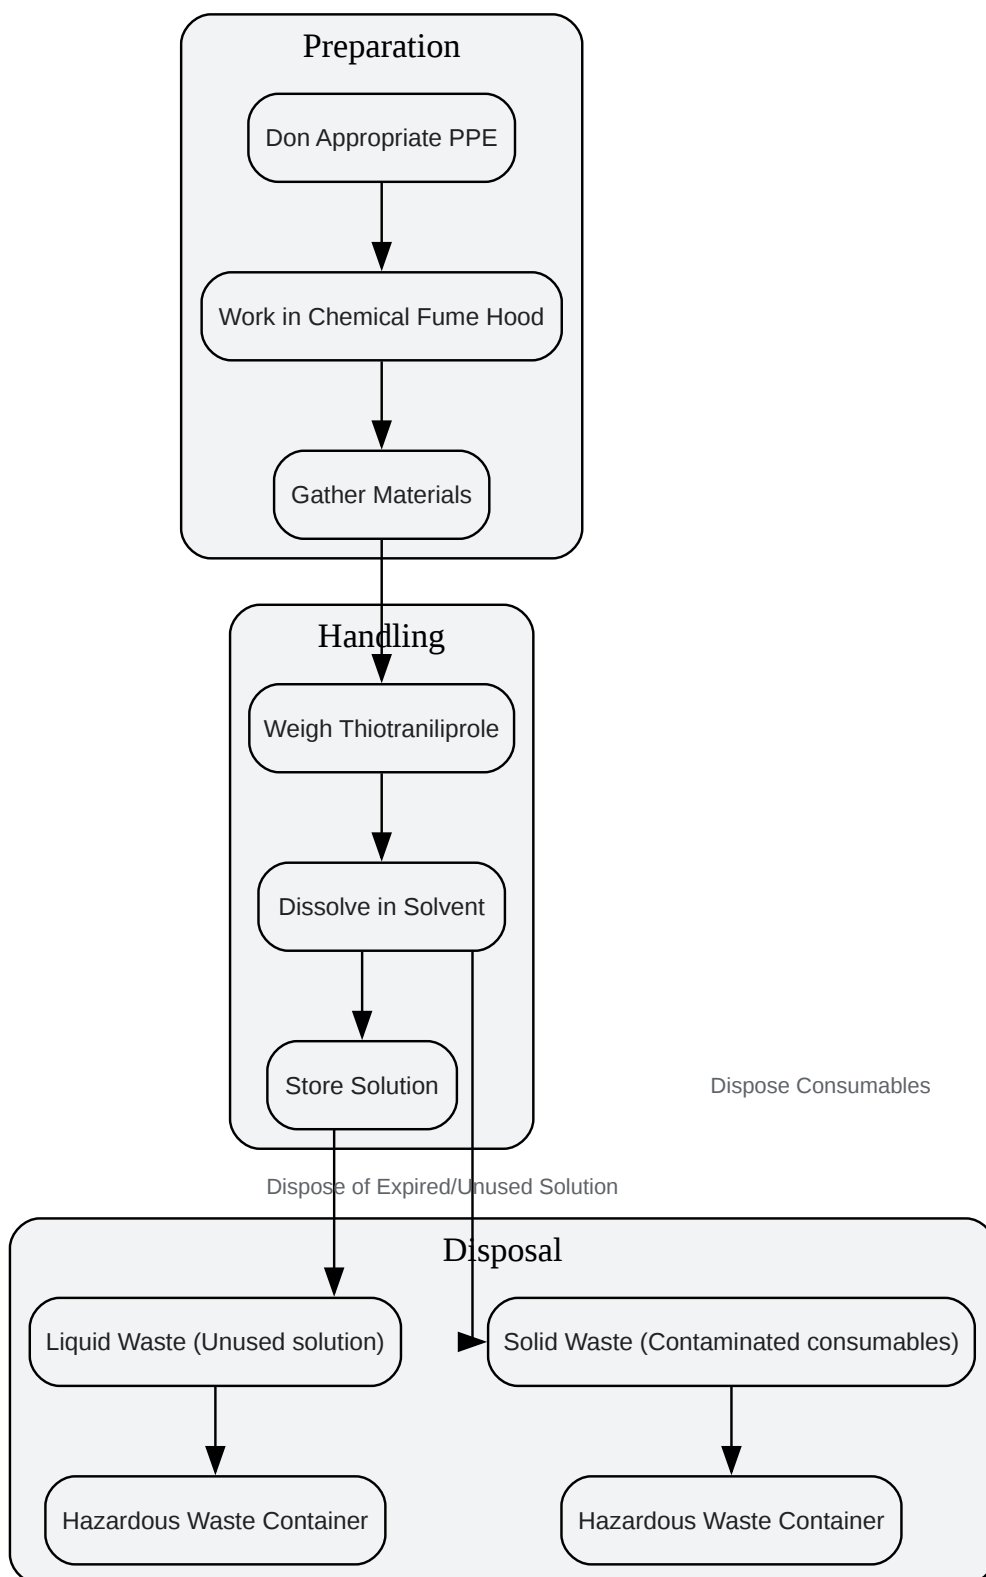 Preparation
Don Appropriate PPE
Work in Chemical Fume Hood
Gather Materials
Handling
Weigh Thiotraniliprole
Dissolve in Solvent
Store Solution
Dispose Consumables
Dispose of Expired/Unused Solution
Disposal
Liquid Waste (Unused solution)
Solid Waste (Contaminated consumables)
Hazardous Waste Container
Hazardous Waste Container